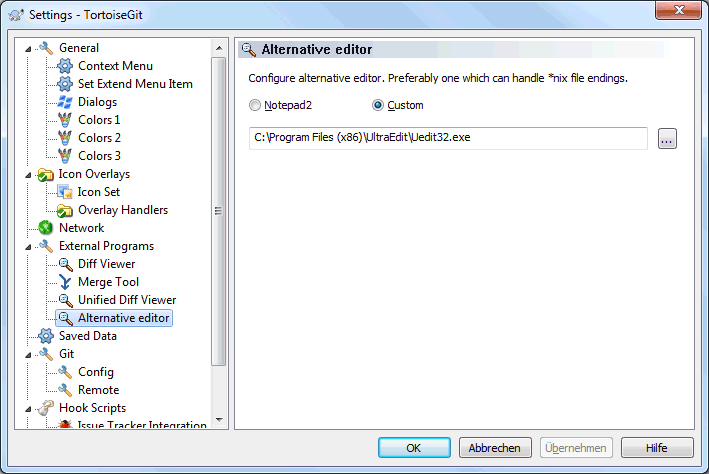 Settings - TortoiseGit
General
Context Menu
Set Extend Menu Item
Dialogs
Colors 1
Colors 2
Colors 3
Icon Overlays
Icon Set
Overlay Handlers
Network
External Programs
Diff Viewer
Merge Tool
Unified Diff Viewer
Alternative editor
Saved Data
Git
Config
Remote
Hook Scripts
Issue Tracker Integration
Alternative editor
Configure alternative editor. Preferably one which can handle *nix file endings.
Notepad2 Custom
C:\Program Files (x86)\UltraEdit\Uedit32.exe ...
OK Abbrechen Übernehmen Hilfe